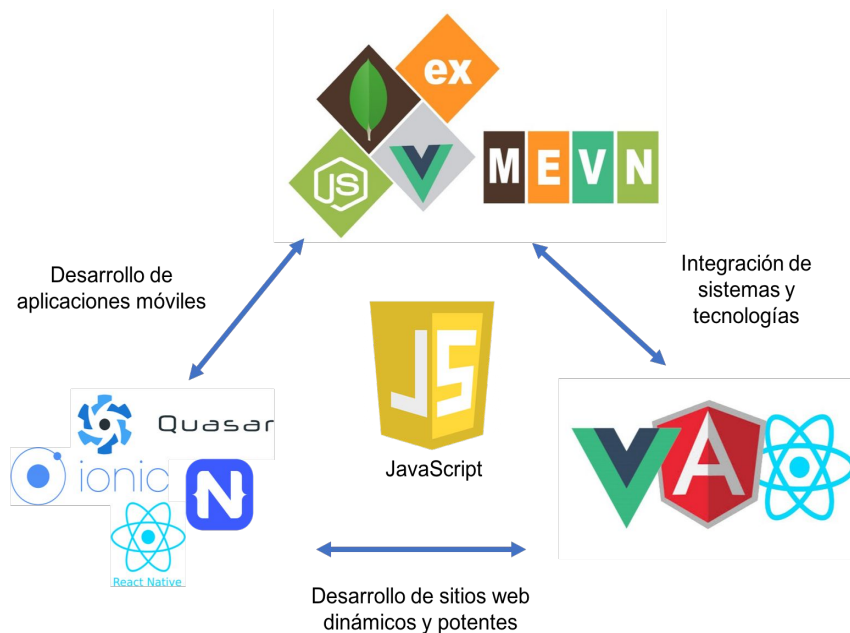 ex
JS
M E V N
Desarrollo de
aplicaciones móviles
Integración de
sistemas y
tecnologías
JS
JavaScript
Quasar
ionic
N
React Native
A
Desarrollo de sitios web
dinámicos y potentes